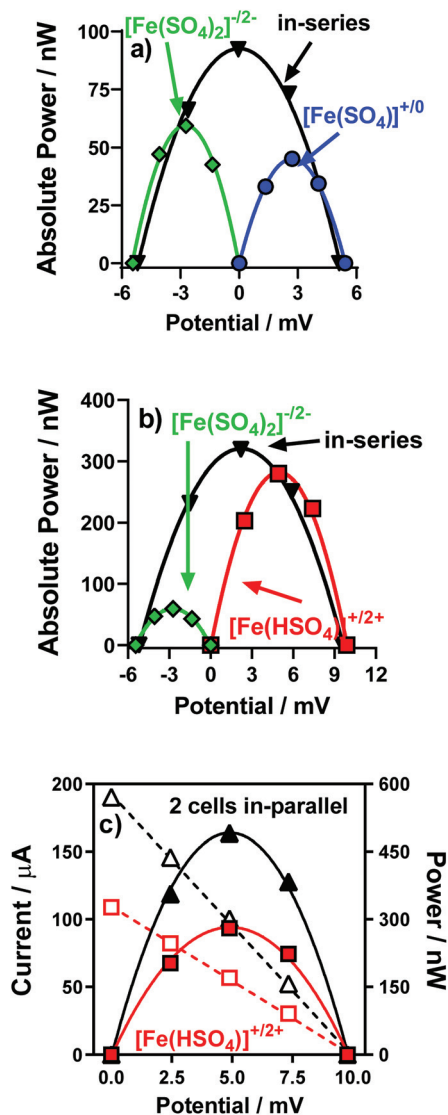 [Fe(SO₄)₂]⁻/²⁻
in-series
a)
[Fe(SO₄)]⁺/⁰
100
75
50
25
0
Absolute Power / nW
-6 -3 0 3 6
Potential / mV
b)
[Fe(SO₄)₂]⁻/²⁻
in-series
[Fe(HSO₄)]⁺/²⁺
400
300
200
100
0
Absolute Power / nW
-6 -3 0 3 6 9 12
Potential / mV
c)
2 cells in-parallel
[Fe(HSO₄)]⁺/²⁺
200
150
100
50
0
Current / μA
600
450
300
150
0
Power / nW
0.0 2.5 5.0 7.5 10.0
Potential / mV